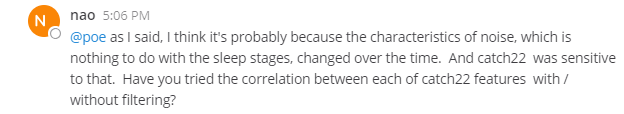 N
nao 5:06 PM
@poe as I said, I think it's probably because the characteristics of noise, which is
nothing to do with the sleep stages, changed over the time.  And catch22  was sensitive
to that.  Have you tried the correlation between each of catch22 features  with /
without filtering?